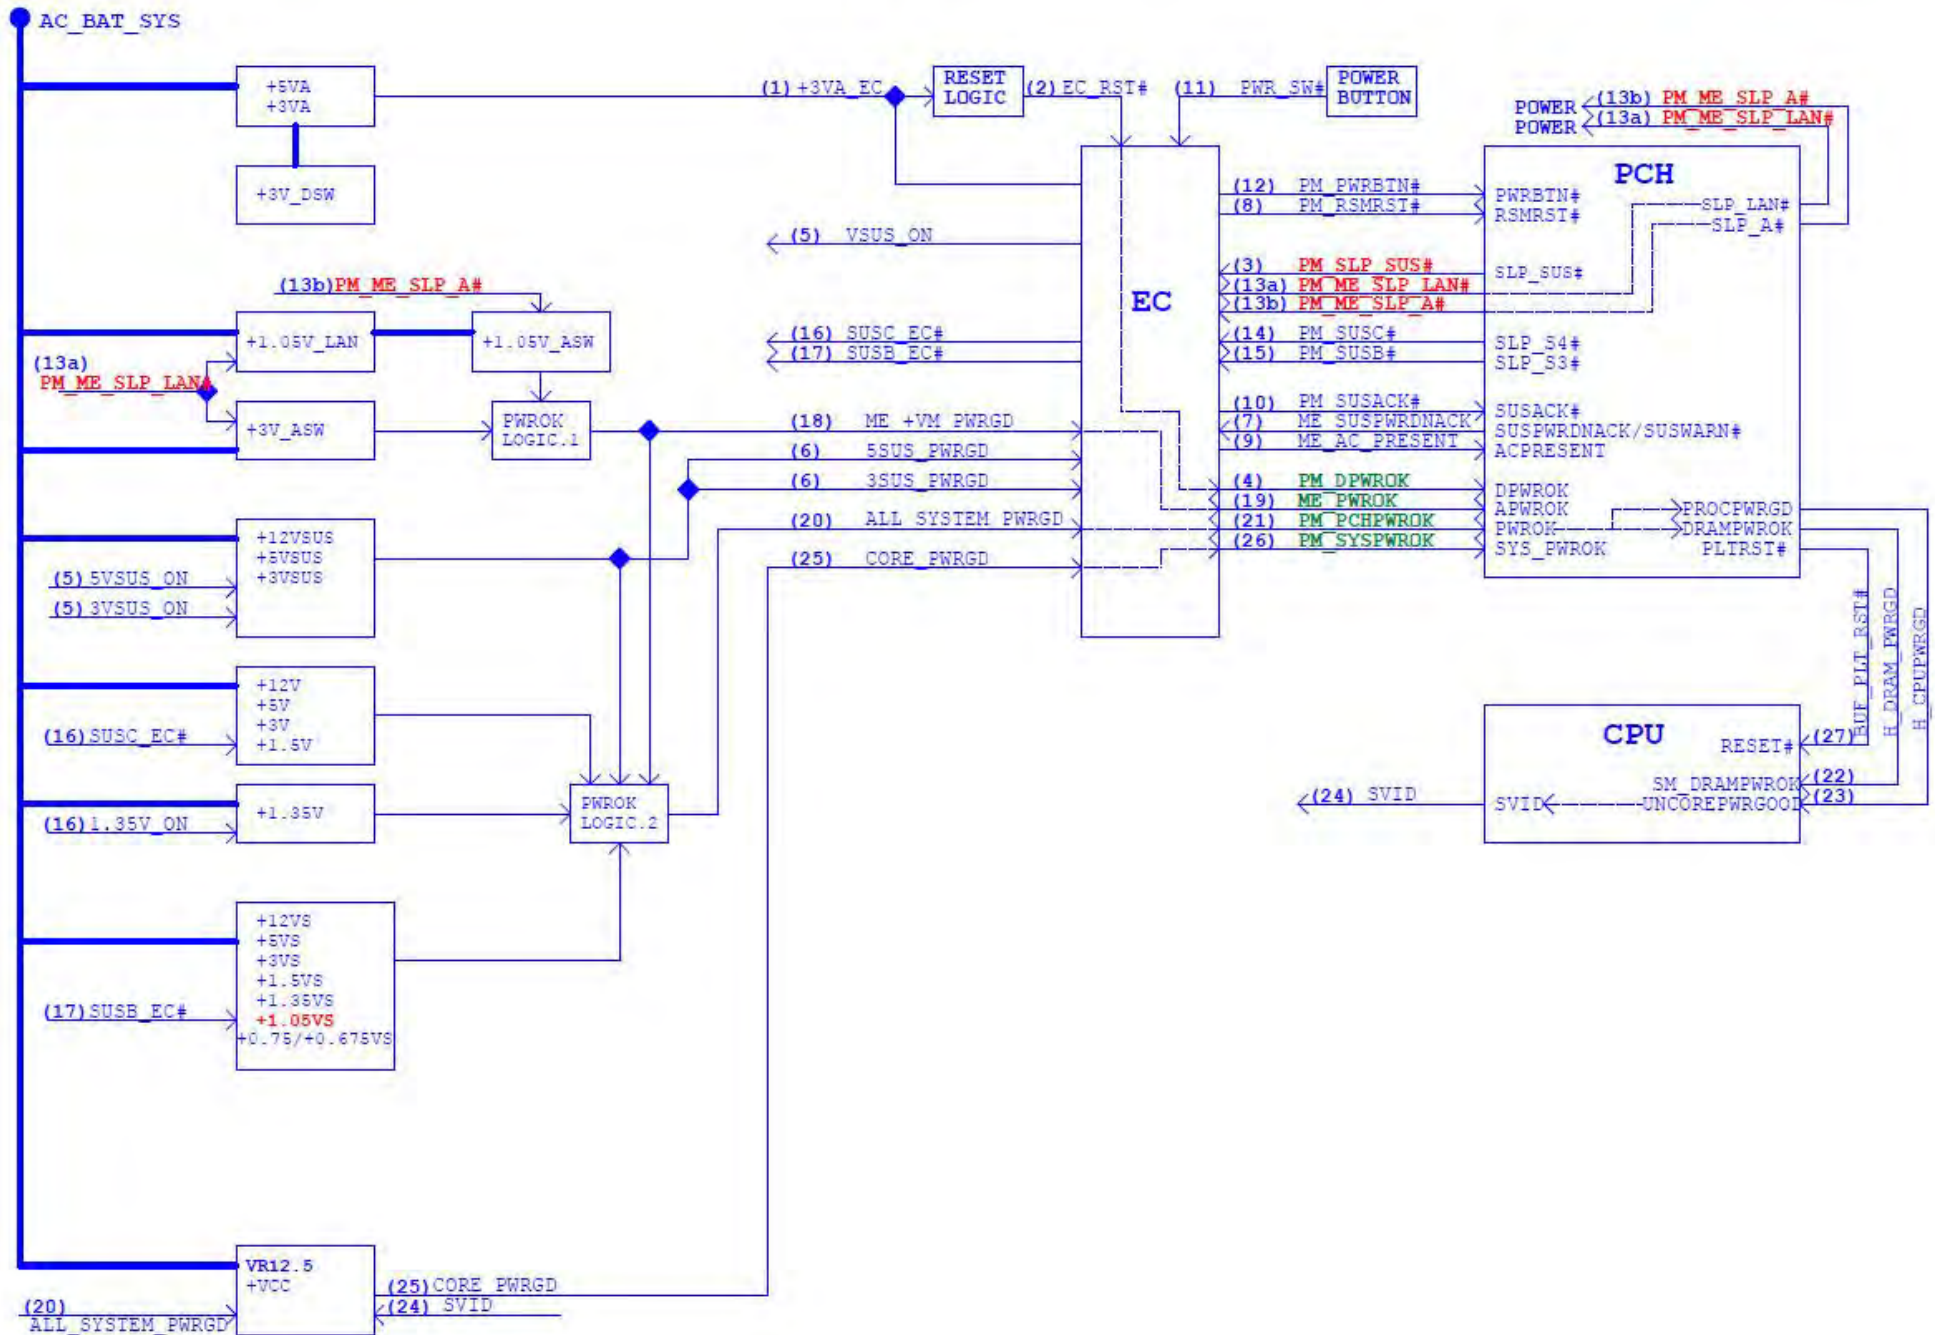 AC_BAT_SYS
+5VA
+3VA
+3V_DSW
(1) +3VA_EC
RESET
LOGIC
(2) EC_RST#
(11) PWR_SW#
POWER
BUTTON
POWER (13b) PM_ME_SLP_A#
POWER (13a) PM_ME_SLP_LAN#
PCH
(12) PM_PWRBTN#
PWRBTN#
(8) PM_RSMRST#
RSMRST#
SLP_LAN#
SLP_A#
(5) VSUS_ON
EC
(3) PM_SLP_SUS#
SLP_SUS#
(13a) PM_ME_SLP_LAN#
(13b) PM_ME_SLP_A#
(13b) PM_ME_SLP_A#
+1.05V_LAN
+1.05V_ASW
(16) SUSC_EC#
(17) SUSB_EC#
(14) PM_SUSC#
SLP_S4#
(15) PM_SUSB#
SLP_S3#
(13a)
PM_ME_SLP_LAN#
+3V_ASW
PWROK
LOGIC.1
(18) ME_+VM_PWRGD
(6) 5SUS_PWRGD
(6) 3SUS_PWRGD
(20) ALL_SYSTEM_PWRGD
(25) CORE_PWRGD
(10) PM_SUSACK#
SUSACK#
(7) ME_SUSPWRDNACK
SUSPWRDNACK/SUSWARN#
(9) ME_AC_PRESENT
ACPRESENT
(4) PM_DPWROK
DPWROK
(19) ME_PWROK
APWROK
(21) PM_PCHPWROK
PWROK
(26) PM_SYSPWROK
SYS_PWROK
PROCPWRGD
DRAMPWROK
PLTRST#
+12VSUS
+5VSUS
+3VSUS
(5) 5VSUS_ON
(5) 3VSUS_ON
BUF_PLT_RST#
H_DRAM_PWRGD
H_CPUPWRGD
+12V
+5V
+3V
+1.5V
(16) SUSC_EC#
+1.35V
(16) 1.35V_ON
PWROK
LOGIC.2
CPU
RESET# (27)
SM_DRAMPWROK (22)
UNCOREPWRGOOD (23)
SVID
(24) SVID
+12VS
+5VS
+3VS
+1.5VS
+1.35VS
+1.05VS
+0.75/+0.675VS
(17) SUSB_EC#
VR12.5
+VCC
(25) CORE_PWRGD
(24) SVID
(20)
ALL_SYSTEM_PWRGD